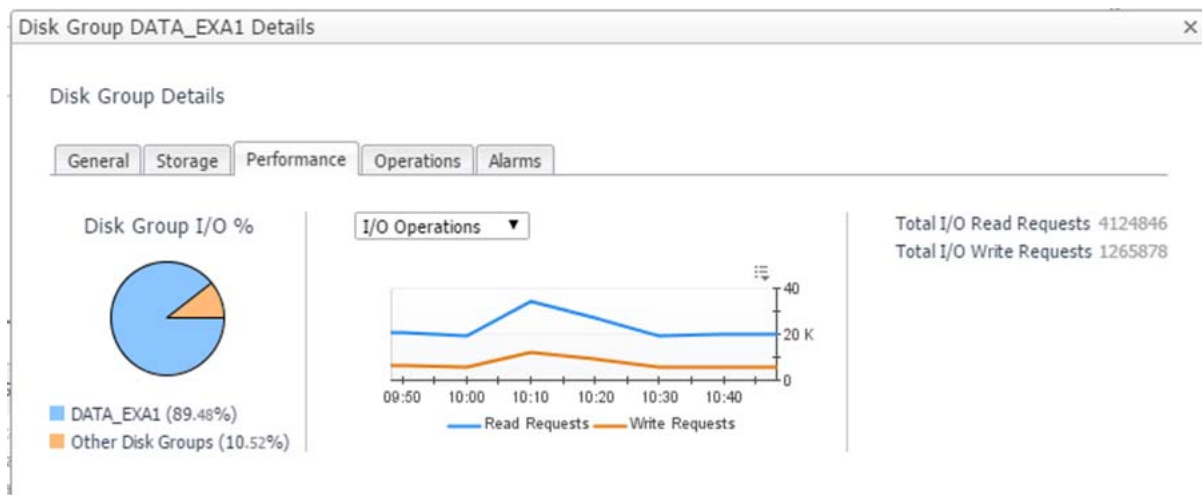 Disk Group DATA_EXA1 Details
Disk Group Details
General Storage Performance Operations Alarms
Disk Group I/O %
DATA_EXA1 (89.48%)
Other Disk Groups (10.52%)
I/O Operations
40
20 K
0
09:50 10:00 10:10 10:20 10:30 10:40
Read Requests Write Requests
Total I/O Read Requests 4124846
Total I/O Write Requests 1265878